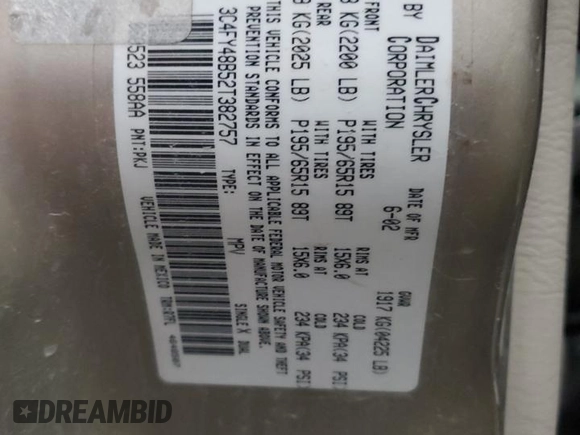 BY DAIMLERCHRYSLER
CORPORATION
DATE OF MFR
6-02
GVWR
1917 KG(04225 LB)
FRONT
KG(2200 LB)
WITH TIRES
P195/65R15 89T
RIMS AT
15X6.0
COLD
234 KPA(34 PSI
REAR
KG(2025 LB)
WITH TIRES
P195/65R15 89T
RIMS AT
15X6.0
COLD
234 KPA(34 PSI
THIS VEHICLE CONFORMS TO ALL APPLICABLE FEDERAL MOTOR VEHICLE SAFETY AND THEFT
PREVENTION STANDARDS IN EFFECT ON THE DATE OF MANUFACTURE SHOWN ABOVE.
3C4FY48B52T382757
TYPE:
MPV
SINGLE X DUAL
523 558AA
PNT:PKJ
VEHICLE MADE IN MEXICO
DREAMBID